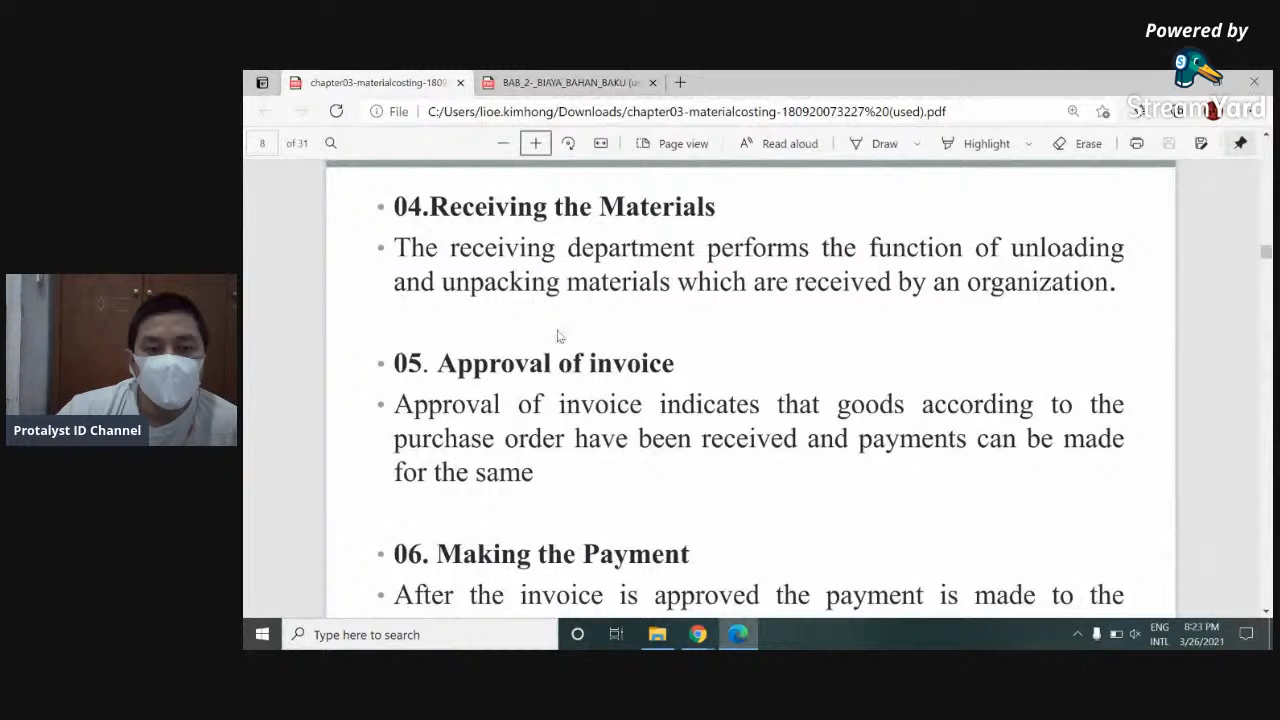 Powered by
StreamYard
chapter03-materialcosting-1809
BAB_2-_BIAYA_BAHAN_BAKU (u
File
C:/Users/lioe.kimhong/Downloads/chapter03-materialcosting-180920073227%20(used).pdf
8 of 31
Page view
Read aloud
Draw
Highlight
Erase
• 04.Receiving the Materials
• The receiving department performs the function of unloading
and unpacking materials which are received by an organization.
• 05. Approval of invoice
• Approval of invoice indicates that goods according to the
purchase order have been received and payments can be made
for the same
• 06. Making the Payment
• After the invoice is approved the payment is made to the
Protalyst ID Channel
Type here to search
ENG
INTL
8:23 PM
3/26/2021